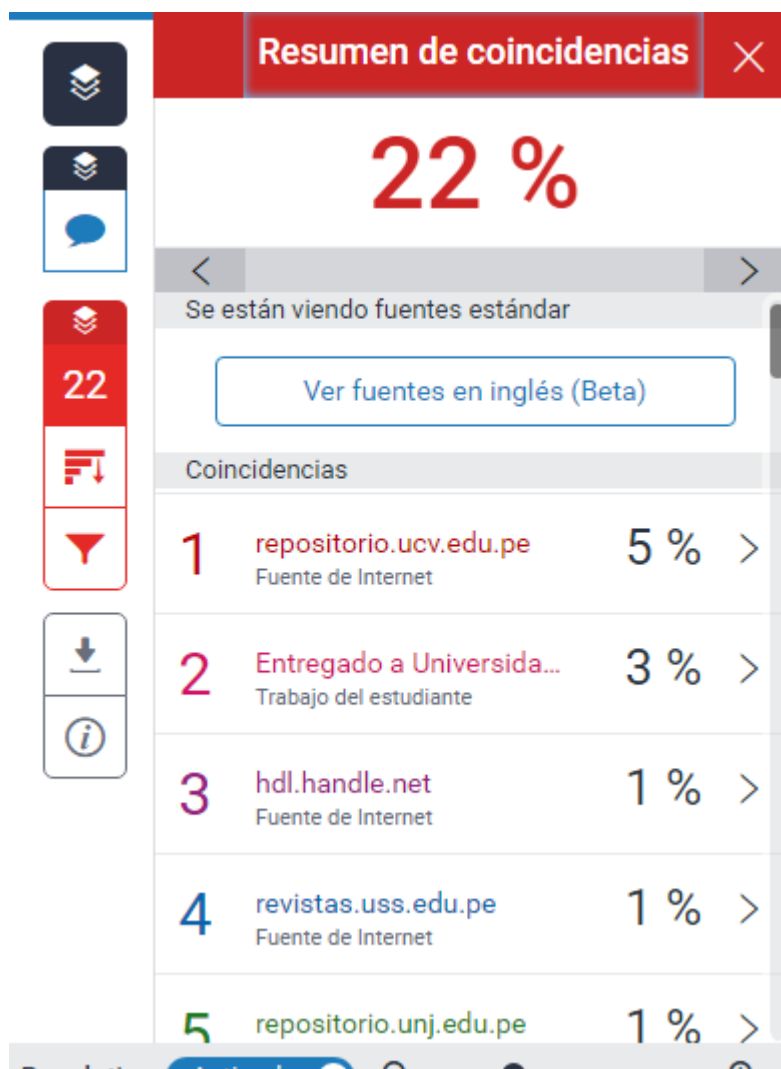 Resumen de coincidencias
22 %
Se están viendo fuentes estándar
22
Ver fuentes en inglés (Beta)
Coincidencias
1 repositorio.ucv.edu.pe 5 %
Fuente de Internet
2 Entregado a Universida... 3 %
Trabajo del estudiante
3 hdl.handle.net 1 %
Fuente de Internet
4 revistas.uss.edu.pe 1 %
Fuente de Internet
5 repositorio.unj.edu.pe 1 %